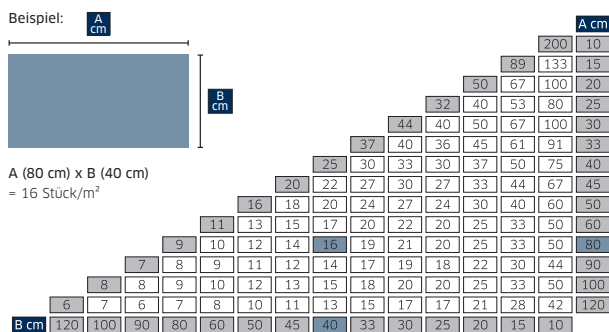 Beispiel:
A
cm
B
cm
A (80 cm) x B (40 cm)
= 16 Stück/m²
A cm
200 10
89 133 15
50 67 100 20
32 40 53 80 25
44 40 50 67 100 30
37 40 36 45 61 91 33
25 30 33 30 37 50 75 40
20 22 27 30 27 33 44 67 45
16 18 20 24 27 24 30 40 60 50
11 13 15 17 20 22 20 25 33 50 60
9 10 12 14 16 19 21 20 25 33 50 80
7 8 9 11 12 14 17 19 18 22 30 44 90
8 8 9 10 12 13 15 18 20 20 25 33 50 100
6 7 6 7 8 10 11 13 15 17 17 21 28 42 120
B cm 120 100 90 80 60 50 45 40 33 30 25 20 15 10